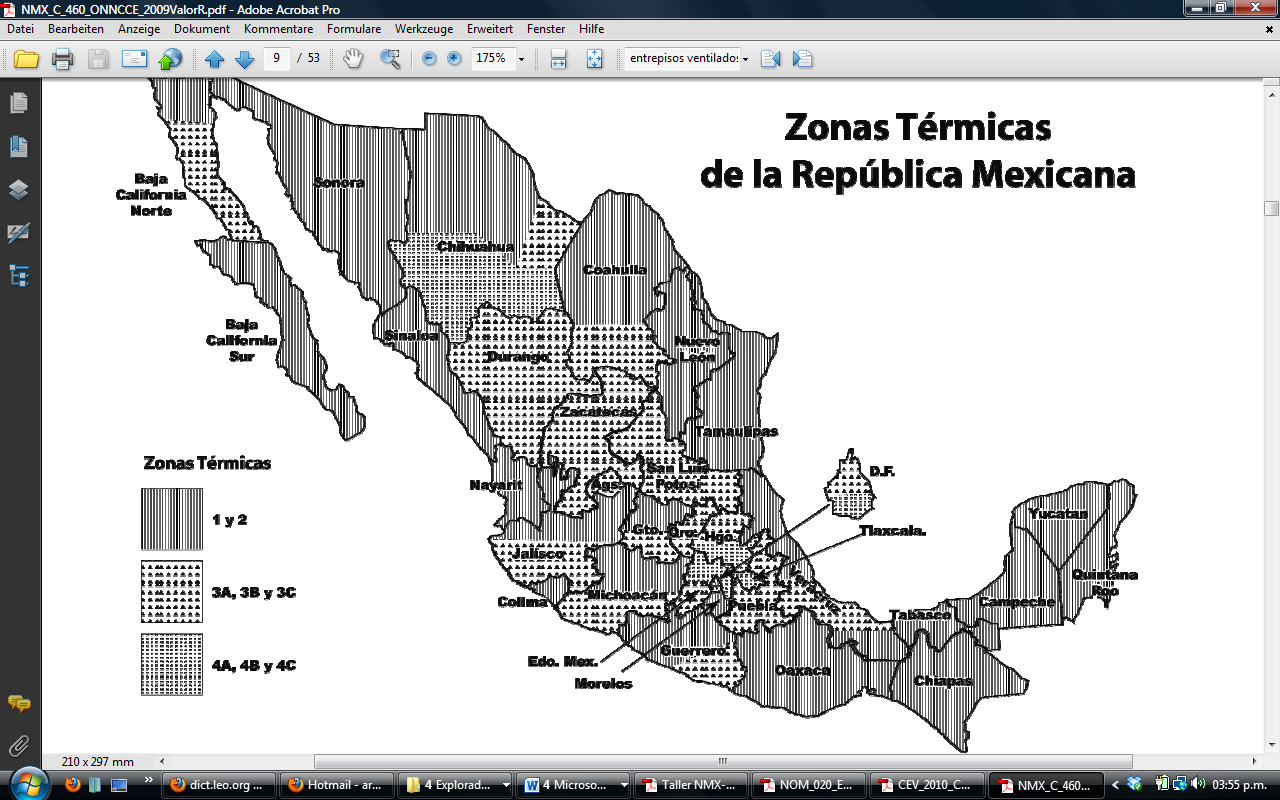 NMX_C_460_ONNCCE_2009ValorR.pdf - Adobe Acrobat Pro
Datei Bearbeiten Anzeige Dokument Kommentare Formulare Werkzeuge Erweitert Fenster Hilfe
9 / 53 175% entrepisos ventilados
Zonas Térmicas
de la República Mexicana
Baja
California
Norte
Sonora
Chihuahua
Coahuila
Baja
California
Sur
Sinaloa
Durango
Nuevo
León
Zacatecas
Tamaulipas
Zonas Térmicas
1 y 2
3A, 3B y 3C
4A, 4B y 4C
Nayarit
Ags.
San Luis
Potosí
D.F.
Gto.
Qro.
Hgo.
Tlaxcala.
Yucatan
Jalisco
Veracruz
Quintana
Roo
Colima
Michoacán
Puebla
Tabasco
Campeche
Edo. Mex.
Morelos
Guerrero
Oaxaca
Chiapas
210 x 297 mm
dict.leo.org ...
Hotmail - ar...
4 Explorad...
4 Microso...
Taller NMX-...
NOM_020_E...
CEV_2010_C...
NMX_C_460...
03:55 p.m.